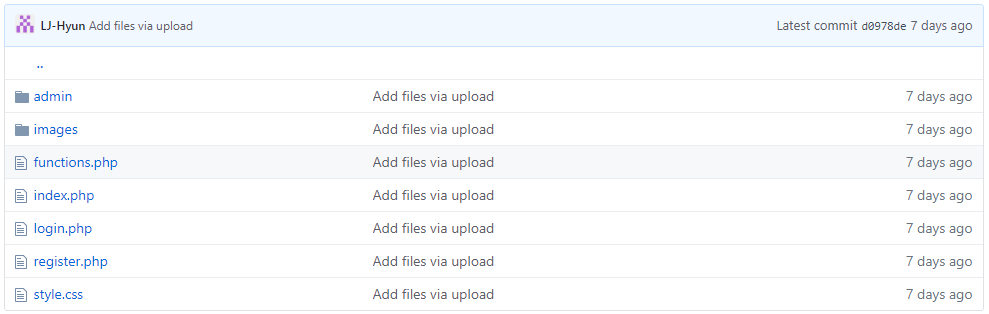 LJ-Hyun Add files via upload Latest commit d0978de 7 days ago
..
admin Add files via upload 7 days ago
images Add files via upload 7 days ago
functions.php Add files via upload 7 days ago
index.php Add files via upload 7 days ago
login.php Add files via upload 7 days ago
register.php Add files via upload 7 days ago
style.css Add files via upload 7 days ago